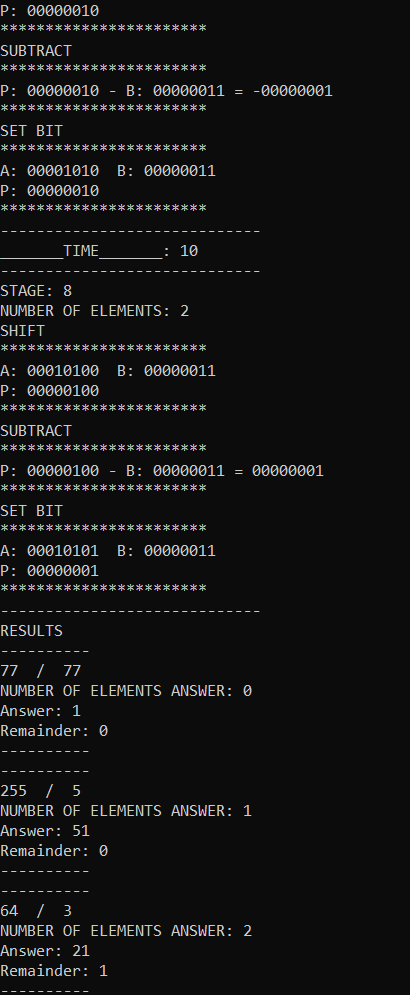 P: 00000010
***********************
SUBTRACT
***********************
P: 00000010 - B: 00000011 = -00000001
***********************
SET BIT
***********************
A: 00001010  B: 00000011
P: 00000010
***********************
-----------------------------
_______TIME_______: 10
-----------------------------
STAGE: 8
NUMBER OF ELEMENTS: 2
SHIFT
***********************
A: 00010100  B: 00000011
P: 00000100
***********************
SUBTRACT
***********************
P: 00000100 - B: 00000011 = 00000001
***********************
SET BIT
***********************
A: 00010101  B: 00000011
P: 00000001
***********************
-----------------------------
RESULTS
----------
77  /  77
NUMBER OF ELEMENTS ANSWER: 0
Answer: 1
Remainder: 0
----------
----------
255  /  5
NUMBER OF ELEMENTS ANSWER: 1
Answer: 51
Remainder: 0
----------
----------
64  /  3
NUMBER OF ELEMENTS ANSWER: 2
Answer: 21
Remainder: 1
----------